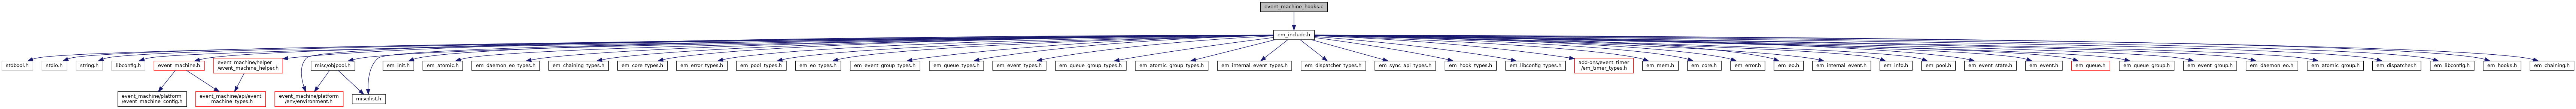 event_machine_hooks.c
em_include.h
stdbool.h
stdio.h
string.h
libconfig.h
event_machine.h
event_machine/helper
/event_machine_helper.h
misc/objpool.h
em_init.h
em_atomic.h
em_daemon_eo_types.h
em_chaining_types.h
em_core_types.h
em_error_types.h
em_pool_types.h
em_eo_types.h
em_event_group_types.h
em_queue_types.h
em_event_types.h
em_queue_group_types.h
em_atomic_group_types.h
em_internal_event_types.h
em_dispatcher_types.h
em_sync_api_types.h
em_hook_types.h
em_libconfig_types.h
add-ons/event_timer
/em_timer_types.h
em_mem.h
em_core.h
em_error.h
em_eo.h
em_internal_event.h
em_info.h
em_pool.h
em_event_state.h
em_event.h
em_queue.h
em_queue_group.h
em_event_group.h
em_daemon_eo.h
em_atomic_group.h
em_dispatcher.h
em_libconfig.h
em_hooks.h
em_chaining.h
event_machine/platform
/event_machine_config.h
event_machine/api/event
_machine_types.h
event_machine/platform
/env/environment.h
misc/list.h